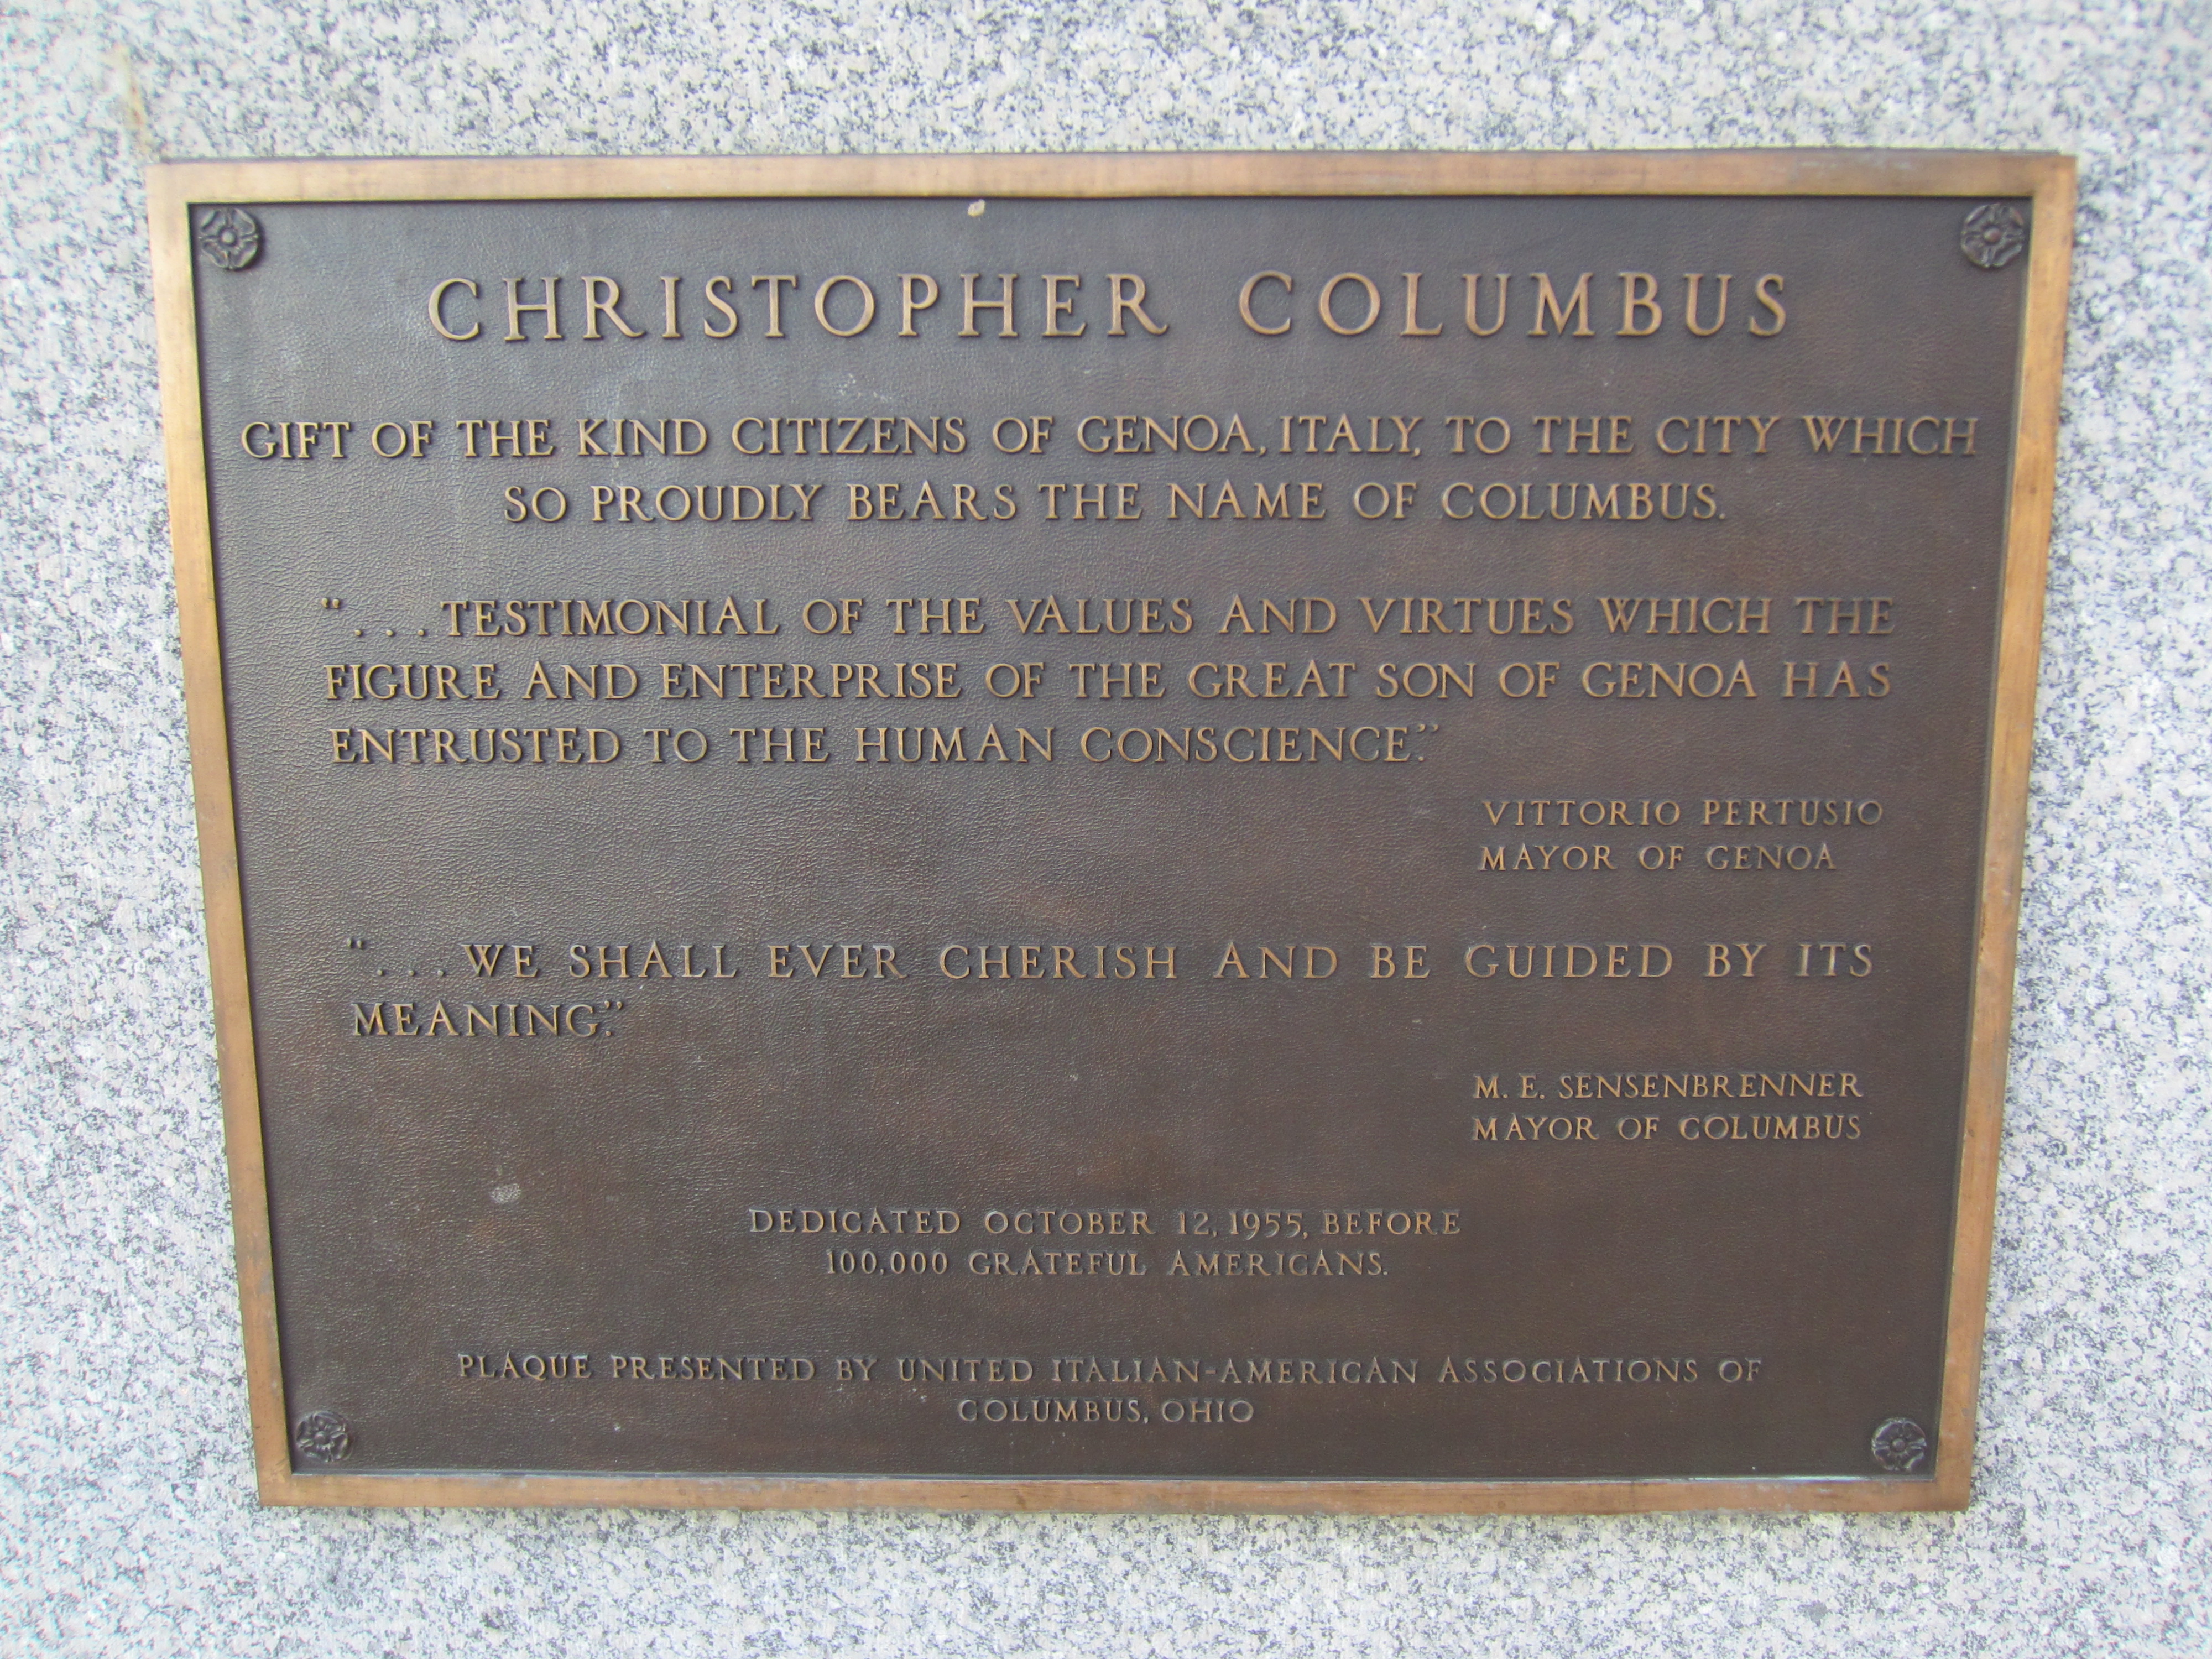 CHRISTOPHER COLUMBUS
GIFT OF THE KIND CITIZENS OF GENOA, ITALY, TO THE CITY WHICH
SO PROUDLY BEARS THE NAME OF COLUMBUS.
"...TESTIMONIAL OF THE VALUES AND VIRTUES WHICH THE
FIGURE AND ENTERPRISE OF THE GREAT SON OF GENOA HAS
ENTRUSTED TO THE HUMAN CONSCIENCE."
VITTORIO PERTUSIO
MAYOR OF GENOA
"...WE SHALL EVER CHERISH AND BE GUIDED BY ITS
MEANING."
M. E. SENSENBRENNER
MAYOR OF COLUMBUS
DEDICATED OCTOBER 12, 1955, BEFORE
100,000 GRATEFUL AMERICANS.
PLAQUE PRESENTED BY UNITED ITALIAN-AMERICAN ASSOCIATIONS OF
COLUMBUS, OHIO